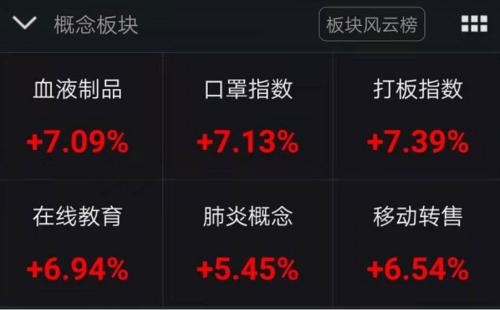 概念板块 板块风云榜
血液制品 口罩指数 打板指数
+7.09% +7.13% +7.39%
在线教育 肺炎概念 移动转售
+6.94% +5.45% +6.54%